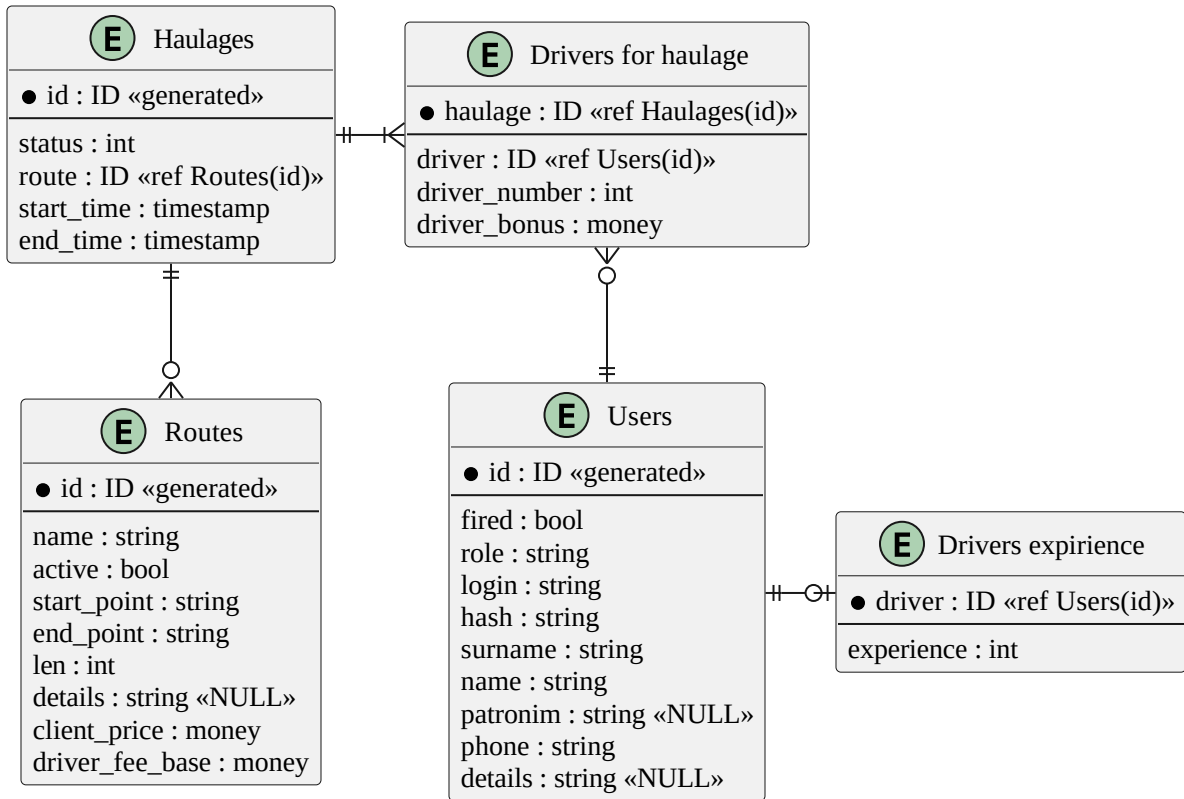 E Haulages
id : ID «generated»
status : int
route : ID «ref Routes(id)»
start_time : timestamp
end_time : timestamp
E Drivers for haulage
haulage : ID «ref Haulages(id)»
driver : ID «ref Users(id)»
driver_number : int
driver_bonus : money
E Routes
id : ID «generated»
name : string
active : bool
start_point : string
end_point : string
len : int
details : string «NULL»
client_price : money
driver_fee_base : money
E Users
id : ID «generated»
fired : bool
role : string
login : string
hash : string
surname : string
name : string
patronim : string «NULL»
phone : string
details : string «NULL»
E Drivers expirience
driver : ID «ref Users(id)»
experience : int